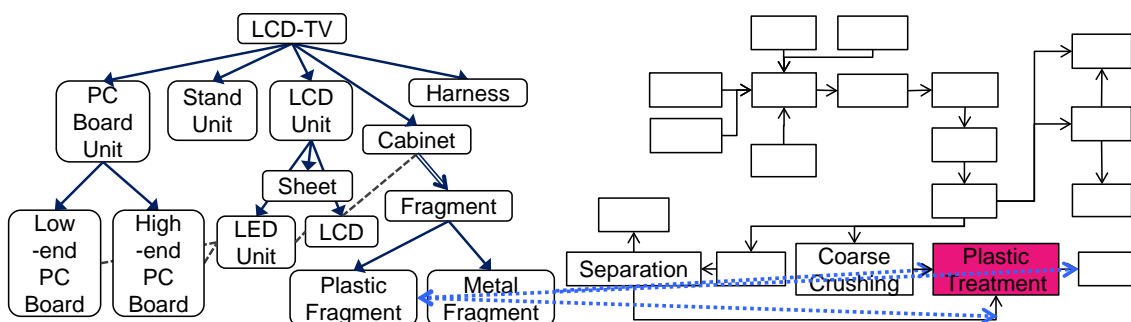 LCD-TV
PC
Board
Unit
Stand
Unit
LCD
Unit
Harness
Cabinet
Sheet
Fragment
Low
-end
PC
Board
High
-end
PC
Board
LED
Unit
LCD
Plastic
Fragment
Metal
Fragment
Separation
Coarse
Crushing
Plastic
Treatment